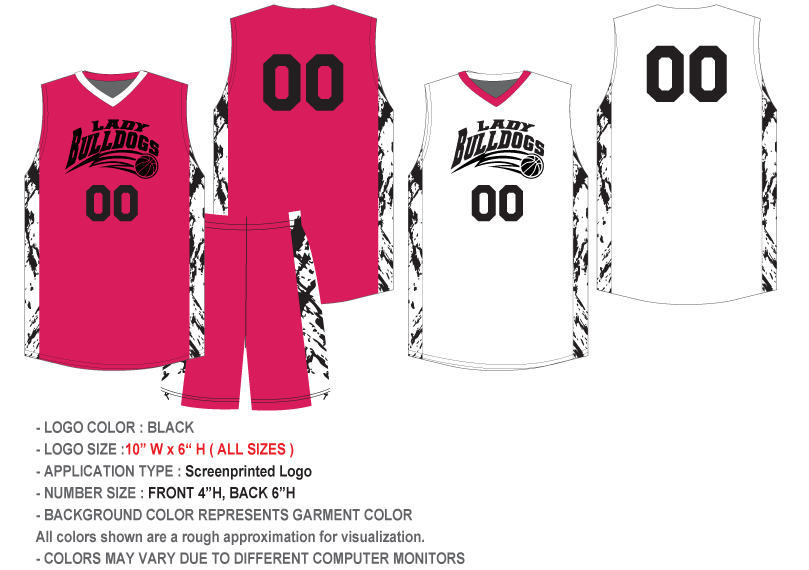 00
00
LADY
BULLDOGS
00
LADY
BULLDOGS
00
- LOGO COLOR : BLACK
- LOGO SIZE :10” W x 6“ H ( ALL SIZES )
- APPLICATION TYPE : Screenprinted Logo
- NUMBER SIZE : FRONT 4”H, BACK 6”H
- BACKGROUND COLOR REPRESENTS GARMENT COLOR
All colors shown are a rough approximation for visualization.
- COLORS MAY VARY DUE TO DIFFERENT COMPUTER MONITORS